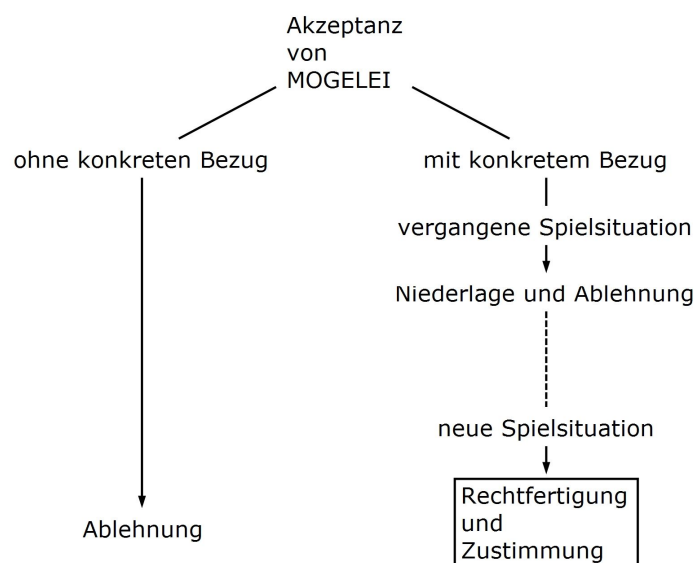 Akzeptanz
von
MOGELEI
ohne konkreten Bezug
mit konkretem Bezug
vergangene Spielsituation
Niederlage und Ablehnung
neue Spielsituation
Rechtfertigung
und
Zustimmung
Ablehnung